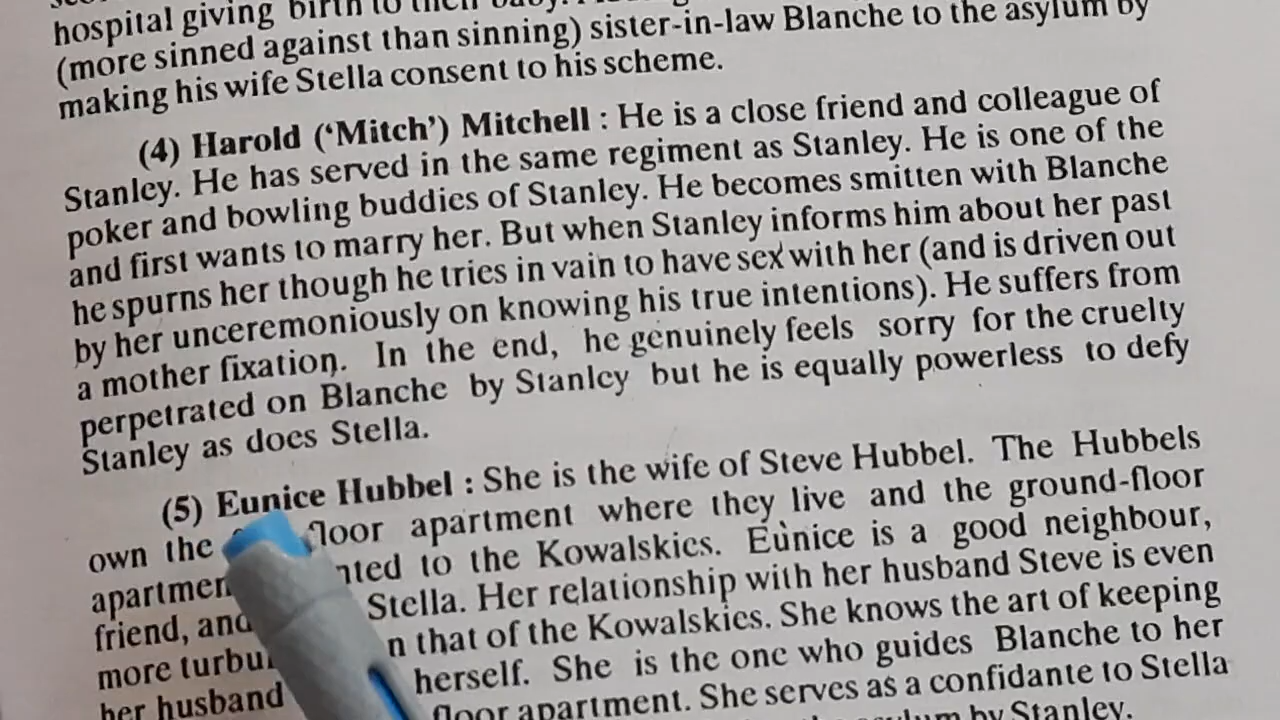 hospital giving birth to their baby.
(more sinned against than sinning) sister-in-law Blanche to the asylum by
making his wife Stella consent to his scheme.
(4) Harold (‘Mitch’) Mitchell : He is a close friend and colleague of
Stanley. He has served in the same regiment as Stanley. He is one of the
poker and bowling buddies of Stanley. He becomes smitten with Blanche
and first wants to marry her. But when Stanley informs him about her past
he spurns her though he tries in vain to have sex with her (and is driven out
by her unceremoniously on knowing his true intentions). He suffers from
a mother fixation. In the end, he genuinely feels sorry for the cruelty
perpetrated on Blanche by Stanley but he is equally powerless to defy
Stanley as does Stella.
(5) Eunice Hubbel : She is the wife of Steve Hubbel. The Hubbels
own the floor apartment where they live and the ground-floor
to the Kowalskies. Eunice is a good neighbour,
friend, and Stella. Her relationship with her husband Steve is even
more that of the Kowalskies. She knows the art of keeping
her husband herself. She is the one who guides Blanche to her
floor apartment. She serves as a confidante to Stella
by Stanley.